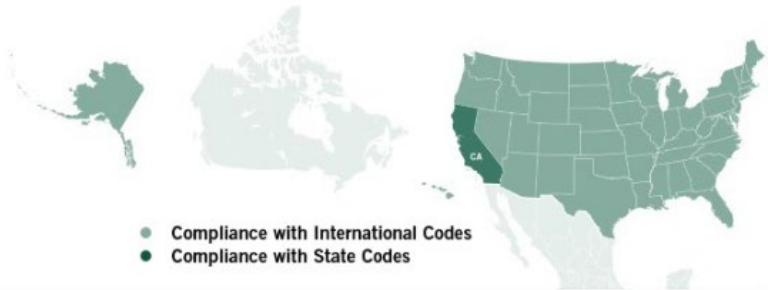 CA
Compliance with International Codes
Compliance with State Codes